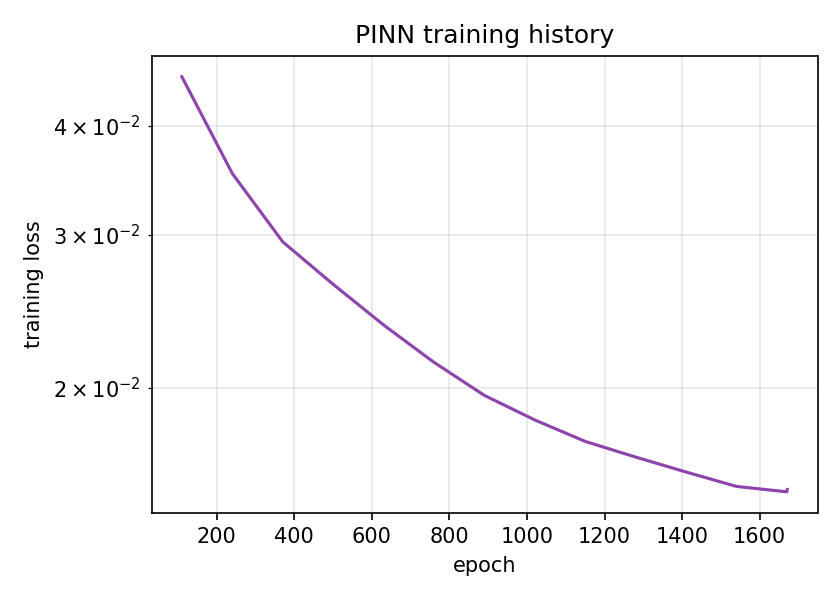 PINN training history
training loss
4 × 10⁻²
3 × 10⁻²
2 × 10⁻²
200 400 600 800 1000 1200 1400 1600
epoch